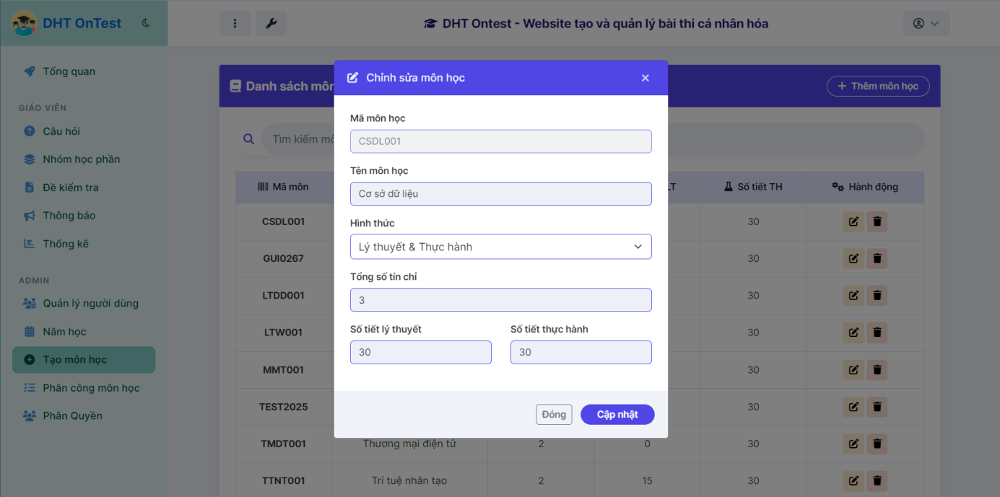 DHT OnTest
DHT Ontest - Website tạo và quản lý bài thi cá nhân hóa
Tổng quan
GIÁO VIÊN
Câu hỏi
Nhóm học phần
Đề kiểm tra
Thông báo
Thống kê
ADMIN
Quản lý người dùng
Năm học
Tạo môn học
Phân công môn học
Phân Quyền
Danh sách môn
Thêm môn học
Tìm kiếm
Mã môn LT Số tiết TH Hành động
CSDL001 30
GUI0267 30
LTDD001 30
LTW001 30
MMT001 30
TEST2025 30
TMDT001 Thương mại điện tử 2 0 30
TTNT001 Trí tuệ nhân tạo 2 15 30
Chỉnh sửa môn học
Mã môn học
CSDL001
Tên môn học
Cơ sở dữ liệu
Hình thức
Lý thuyết & Thực hành
Tổng số tín chỉ
3
Số tiết lý thuyết Số tiết thực hành
30 30
Đóng Cập nhật